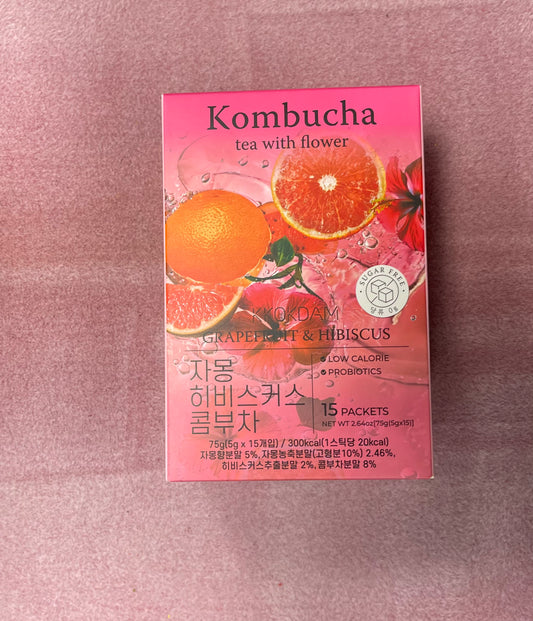 Kombucha
tea with flower
SUGAR FREE
당류 0g
KKOKDAM
GRAPEFRUIT & HIBISCUS
자몽
히비스커스
콤부차
LOW CALORIE
PROBIOTICS
15 PACKETS
NET WT 2.64oz[75g(5gx15)]
75g(5g x 15개입) / 300kcal(1스틱당 20kcal)
자몽향분말 5%, 자몽농축분말(고형분10%) 2.46%,
히비스커스추출분말 2%, 콤부차분말 8%